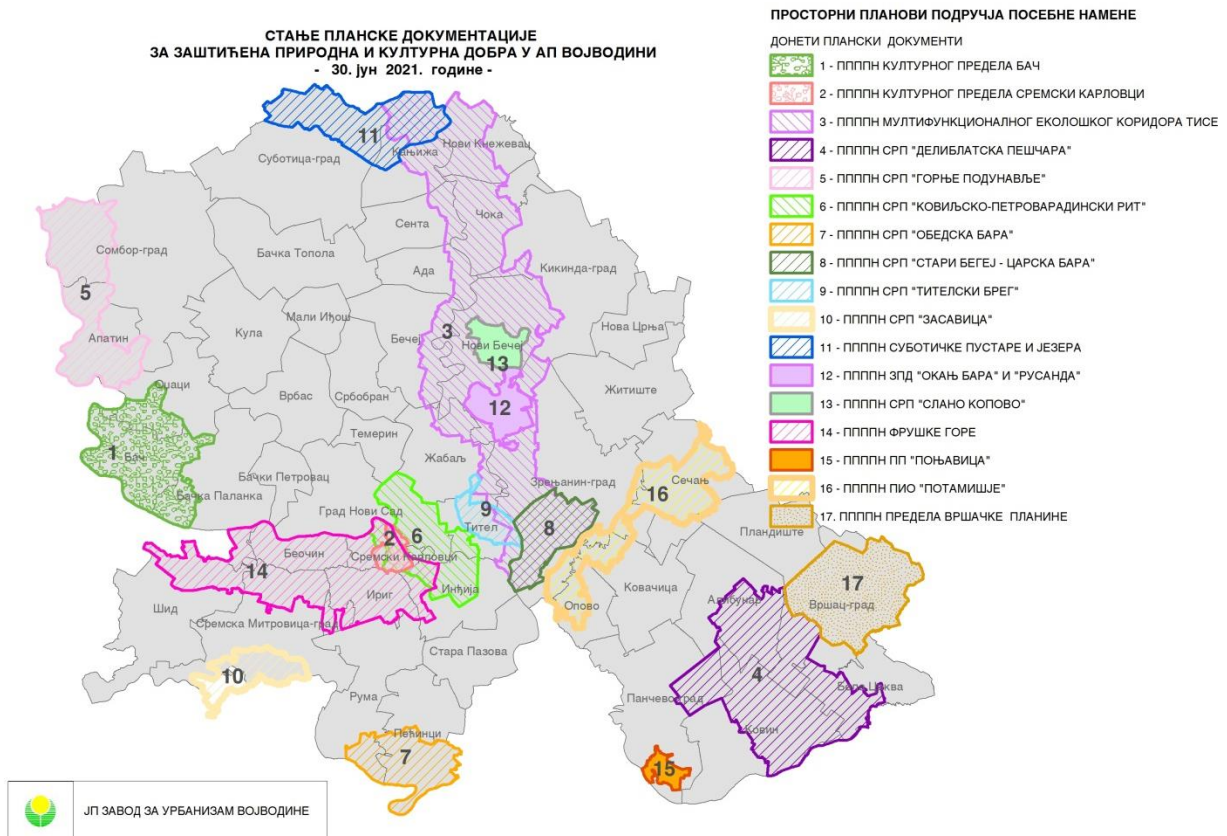 СТАЊЕ ПЛАНСКЕ ДОКУМЕНТАЦИЈЕ
ЗА ЗАШТИЋЕНА ПРИРОДНА И КУЛТУРНА ДОБРА У АП ВОЈВОДИНИ
- 30. јун 2021. године -
ПРОСТОРНИ ПЛАНОВИ ПОДРУЧЈА ПОСЕБНЕ НАМЕНЕ
ДОНЕТИ ПЛАНСКИ ДОКУМЕНТИ
1 - ПППППН КУЛТУРНОГ ПРЕДЕЛА БАЧ
2 - ПППППН КУЛТУРНОГ ПРЕДЕЛА СРЕМСКИ КАРЛОВЦИ
3 - ПППППН МУЛТИФУНКЦИОНАЛНОГ ЕКОЛОШКОГ КОРИДОРА ТИСЕ
4 - ПППППН СРП "ДЕЛИБЛАТСКА ПЕШЧАРА"
5 - ПППППН СРП "ГОРЊЕ ПОДУНАВЉЕ"
6 - ПППППН СРП "КОВИЉСКО-ПЕТРОВАРАДИНСКИ РИТ"
7 - ПППППН СРП "ОБЕДСКА БАРА"
8 - ПППППН СРП "СТАРИ БЕГЕЈ - ЦАРСКА БАРА"
9 - ПППППН СРП "ТИТЕЛСКИ БРЕГ"
10 - ПППППН СРП "ЗАСАВИЦА"
11 - ПППППН СУБОТИЧКЕ ПУСТАРЕ И ЈЕЗЕРА
12 - ПППППН ЗПД "ОКАЊ БАРА" И "РУСАНДА"
13 - ПППППН СРП "СЛАНО КОПОВО"
14 - ПППППН ФРУШКЕ ГОРЕ
15 - ПППППН ПП "ПОЊАВИЦА"
16 - ПППППН ПИО "ПОТАМИШЈЕ"
17. ПППППН ПРЕДЕЛА ВРШАЧКЕ ПЛАНИНЕ
11
Суботица-град
Кањижа
Нови Кнежевац
Сента
Чока
Сомбор-град
Бачка Топола
Ада
Кикинда-град
5
Мали Иђош
Кула
Апатин
Бечеј
3
Нови Бечеј
13
Нова Црња
Оџаци
Врбас
Србобран
12
Житиште
Темерин
1
Бач
Жабаљ
Бачки Петровац
Бачка Паланка
Зрењанин-град
Сечањ
16
Град Нови Сад
9
Тител
8
Пландиште
2
6
Беочин
Сремски Карловци
14
Ириг
Инђија
Ковачица
Опово
Алибунар
17
Вршац-град
Шид
Сремска Митровица-град
Стара Пазова
10
Рума
4
Панчево-град
Бела Црква
Ковин
Пећинци
7
15
ЈП ЗАВОД ЗА УРБАНИЗАМ ВОЈВОДИНЕ